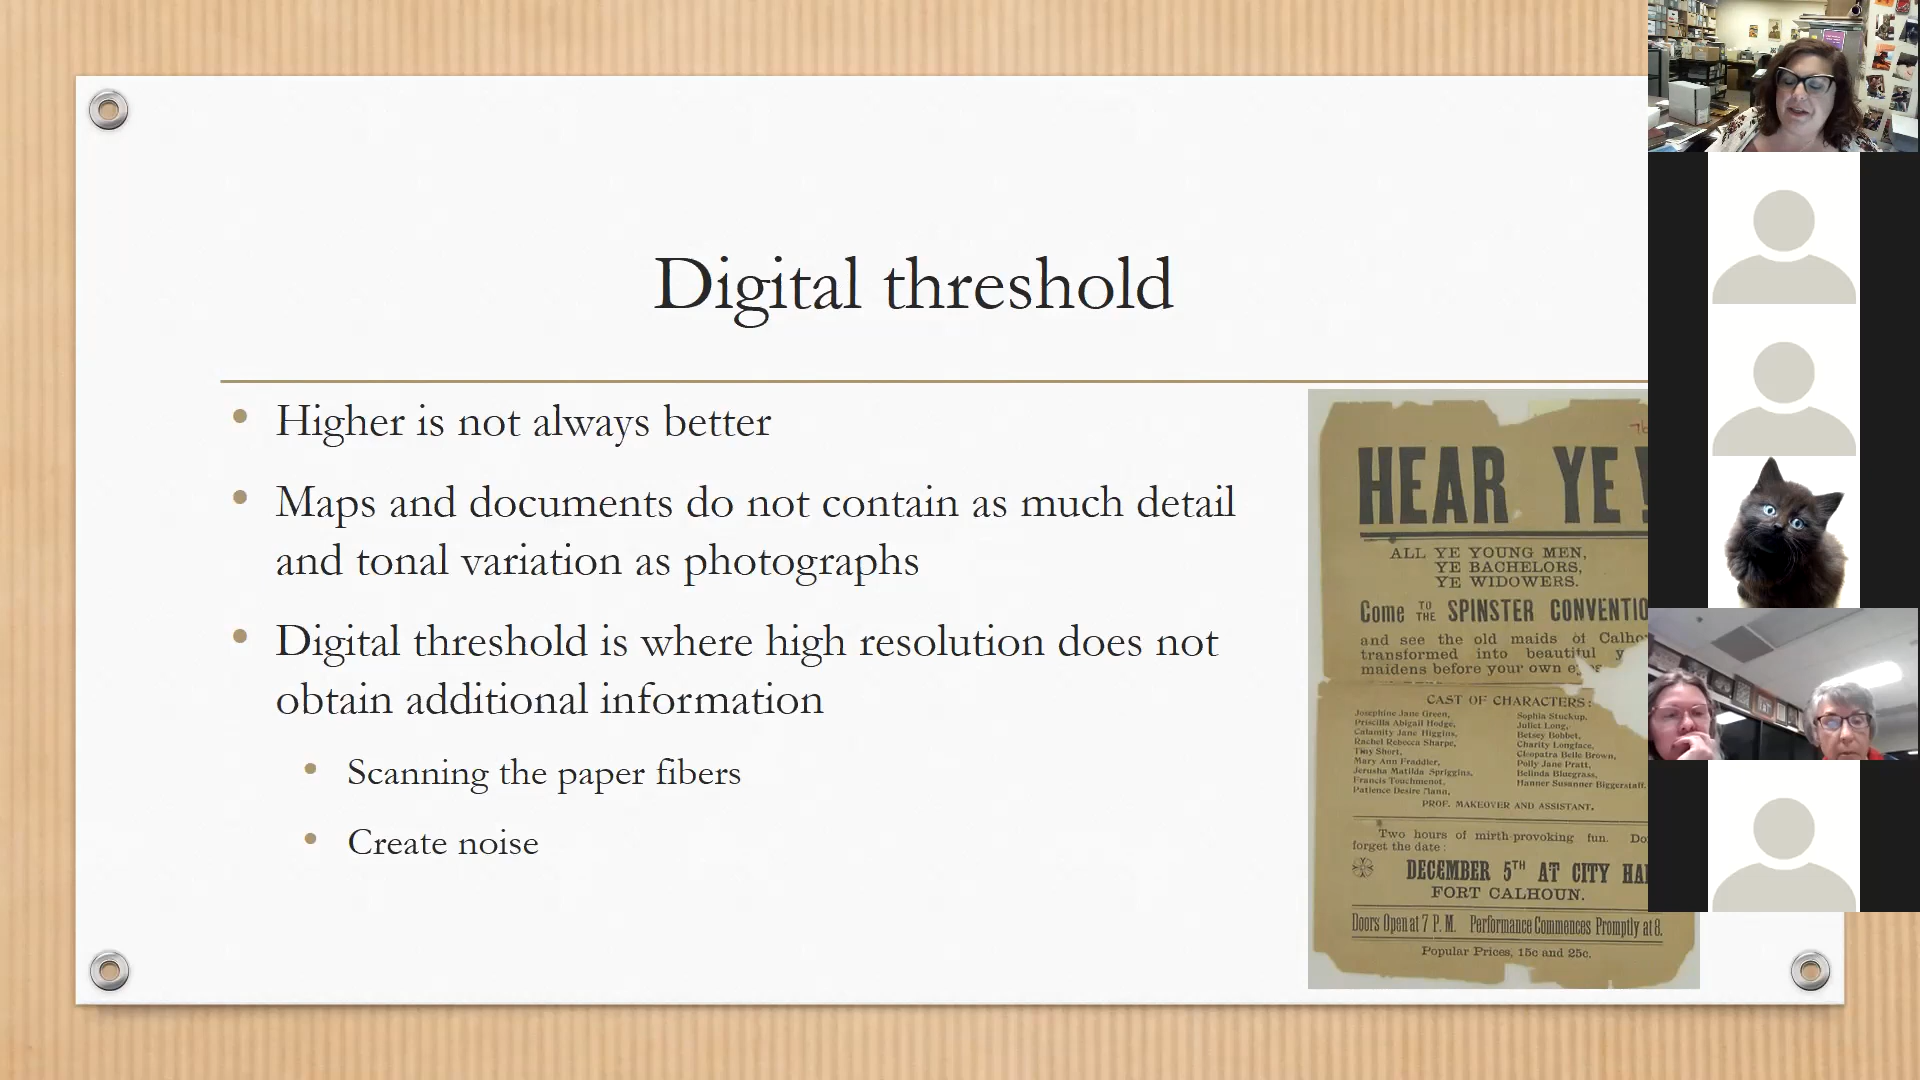 Digital threshold
Higher is not always better
Maps and documents do not contain as much detail
and tonal variation as photographs
Digital threshold is where high resolution does not
obtain additional information
Scanning the paper fibers
Create noise
HEAR YE!
ALL YE YOUNG MEN,
YE BACHELORS,
YE WIDOWERS.
Come TO THE SPINSTER CONVENTIO
and see the old maids of Calho
transformed into beautiful y
maidens before your own eyes
CAST OF CHARACTERS:
Josephine Jane Green,
Priscilla Abigail Hodge,
Calamity Jane Higgins,
Rachel Rebecca Sharpe,
Tiny Short,
Mary Ann Fraddler,
Jerusha Matilda Spriggins,
Francis Touchmenot,
Patience Desire Mann,
Sophia Stuckup,
Juliet Long,
Betsey Bobbet,
Charity Longface,
Cleopatra Belle Brown,
Polly Jane Pratt,
Belinda Bluegrass,
Hanner Susanner Biggerstaff.
PROF. MAKEOVER AND ASSISTANT.
Two hours of mirth-provoking fun. Do
forget the date:
DECEMBER 5TH AT CITY HA
FORT CALHOUN.
Doors Open at 7 P. M. Performance Commences Promptly at 8.
Popular Prices, 15c and 25c.